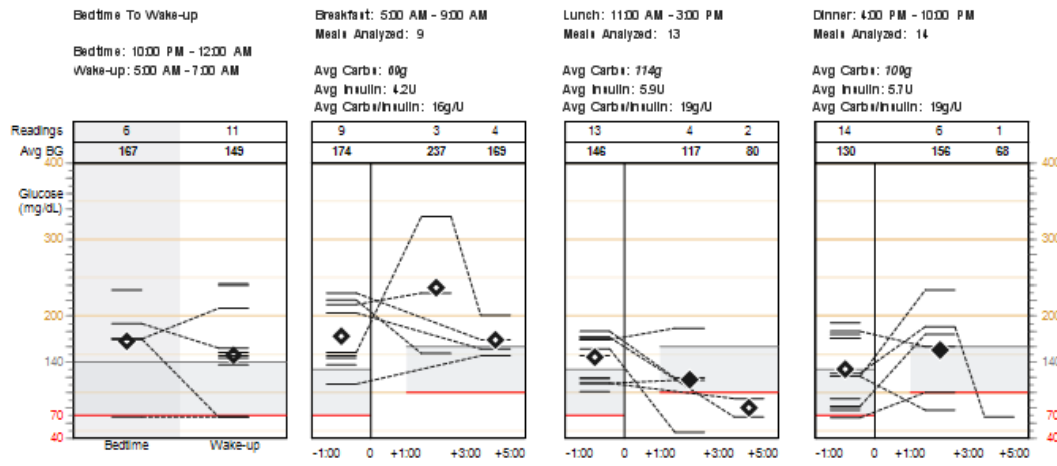 Bedtime To Wake-up
Bedtime: 10:00 PM - 12:00 AM
Wake-up: 5:00 AM - 7:00 AM
Breakfast: 5:00 AM - 9:00 AM
Meals Analyzed: 9
Avg Carbs: 69g
Avg Insulin: 4.2U
Avg Carbs/Insulin: 16g/U
Lunch: 11:00 AM - 3:00 PM
Meals Analyzed: 13
Avg Carbs: 114g
Avg Insulin: 5.9U
Avg Carbs/Insulin: 19g/U
Dinner: 4:00 PM - 10:00 PM
Meals Analyzed: 14
Avg Carbs: 109g
Avg Insulin: 5.7U
Avg Carbs/Insulin: 19g/U
Readings 6 11 9 3 4 13 4 2 14 6 1
Avg BG 167 149 174 237 169 146 117 80 130 156 68
400 400
Glucose
(mg/dL)
300 300
200 200
140 140
70 70
40 40
Bedtime Wake-up
-1:00 0 +1:00 +3:00 +5:00 -1:00 0 +1:00 +3:00 +5:00 -1:00 0 +1:00 +3:00 +5:00